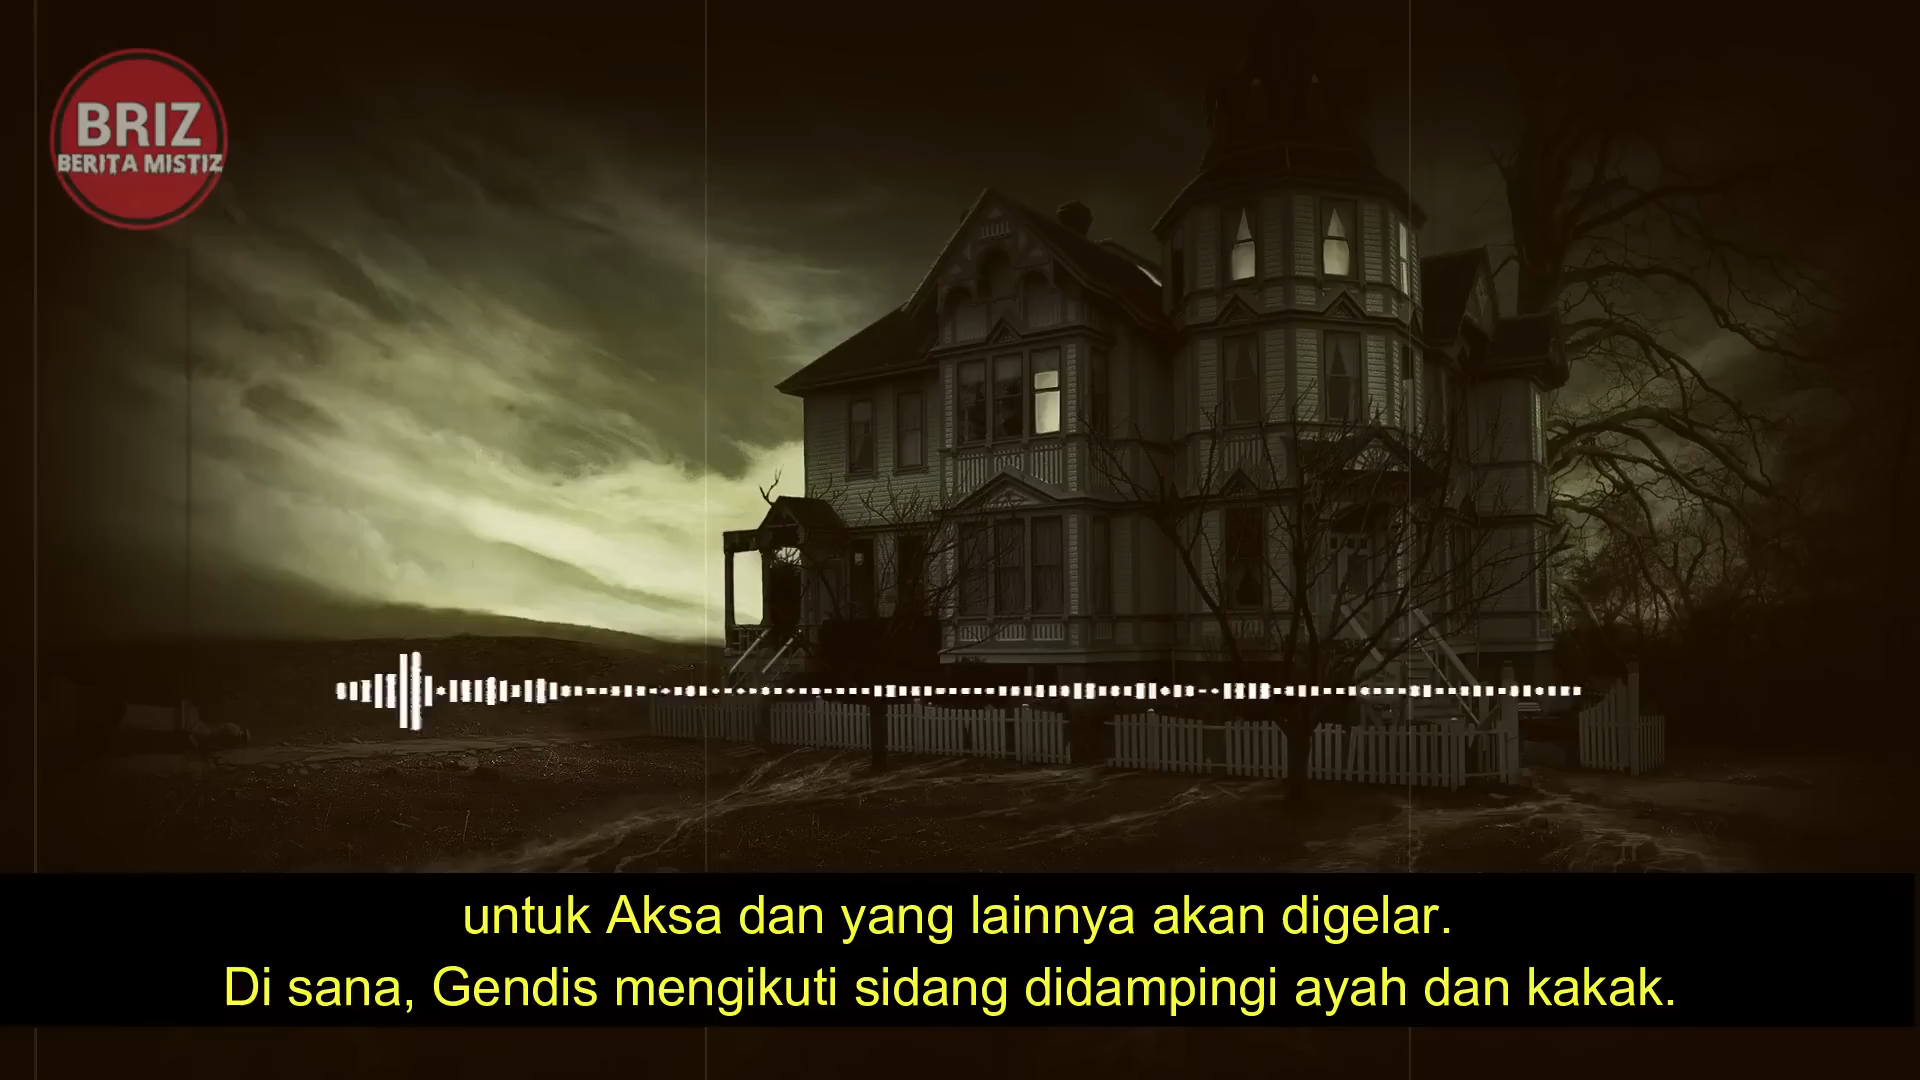 BRIZ
BERITA MISTIZ
untuk Aksa dan yang lainnya akan digelar.
Di sana, Gendis mengikuti sidang didampingi ayah dan kakak.